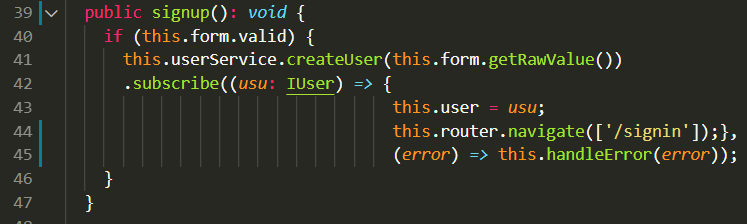 39 public signup(): void {
40 if (this.form.valid) {
41 this.userService.createUser(this.form.getRawValue())
42 .subscribe((usu: IUser) => {
43 this.user = usu;
44 this.router.navigate(['/signin']);},
45 (error) => this.handleError(error));
46 }
47 }